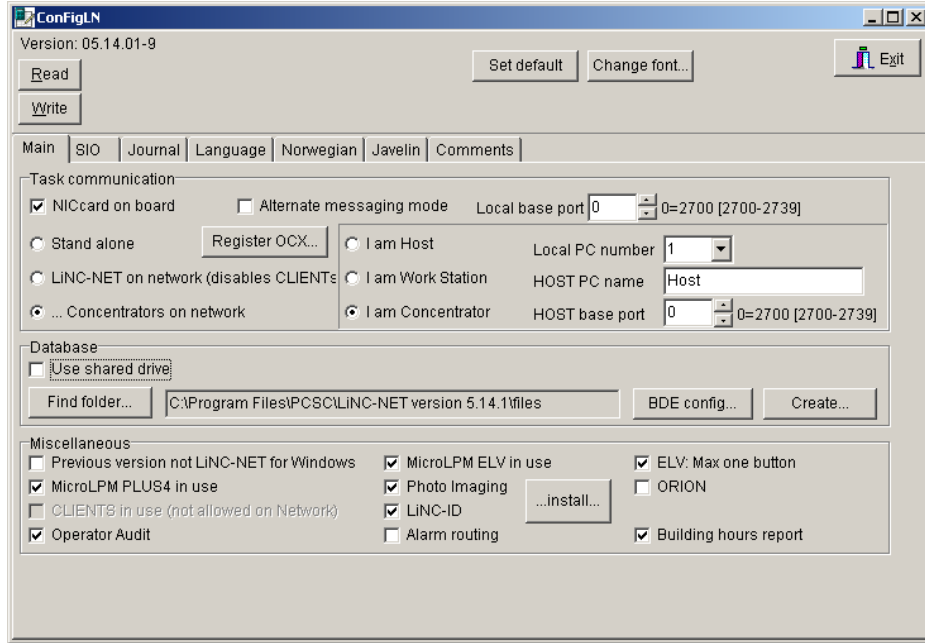 ConFigLN
Version: 05.14.01-9
Read
Set default
Change font...
Exit
Write
Main SIO Journal Language Norwegian Javelin Comments
Task communication
NICcard on board
Alternate messaging mode
Local base port 0 0=2700 [2700-2739]
Stand alone
Register OCX...
I am Host
Local PC number 1
LiNC-NET on network (disables CLIENTs
I am Work Station
HOST PC name Host
... Concentrators on network
I am Concentrator
HOST base port 0 0=2700 [2700-2739]
Database
Use shared drive
Find folder...
C:\Program Files\PCSC\LiNC-NET version 5.14.1\files
BDE config...
Create...
Miscellaneous
Previous version not LiNC-NET for Windows
MicroLPM ELV in use
ELV: Max one button
MicroLPM PLUS4 in use
Photo Imaging
...install...
ORION
CLIENTS in use (not allowed on Network)
LiNC-ID
Operator Audit
Alarm routing
Building hours report